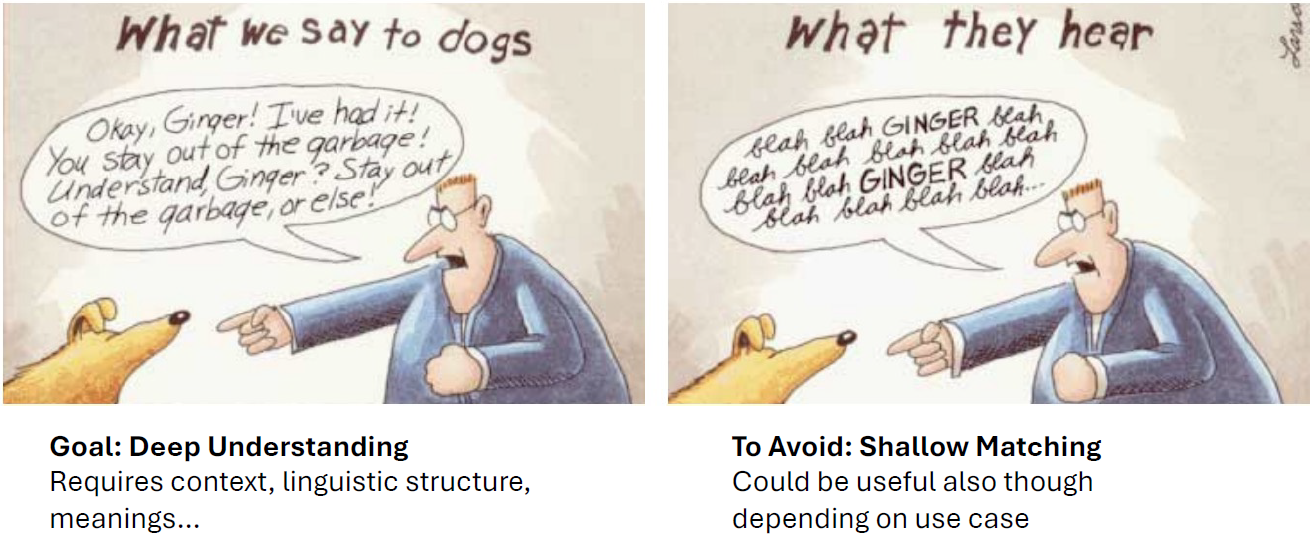 What we say to dogs
Okay, Ginger! I've had it!
You stay out of the garbage!
Understand, Ginger? Stay out
of the garbage, or else!
Goal: Deep Understanding
Requires context, linguistic structure,
meanings...
What they hear
blah blah GINGER blah
blah blah blah blah blah
blah blah GINGER blah
blah blah blah blah...
To Avoid: Shallow Matching
Could be useful also though
depending on use case